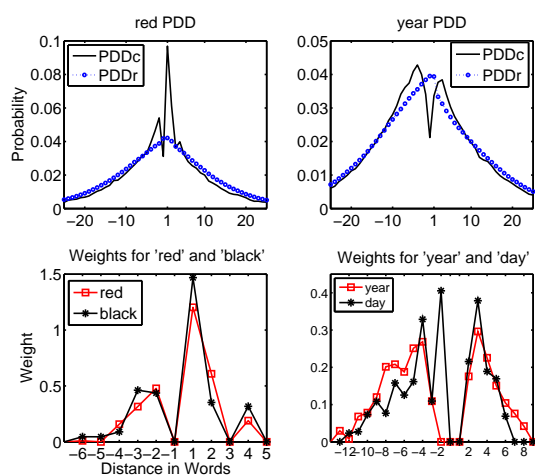 red PDD
0.1
0.08
0.06
0.04
0.02
0
Probability
PDDc
PDDr
−20 −10 1 10 20
year PDD
0.05
0.04
0.03
0.02
0.01
0
PDDc
PDDr
−20 −10 1 10 20
Weights for 'red' and 'black'
1.5
1
0.5
0
Weight
red
black
−6 −5 −4 −3 −2 −1 1 2 3 4 5
Distance in Words
Weights for 'year' and 'day'
0.4
0.3
0.2
0.1
0
year
day
−12 −10 −8 −6 −4 −2 2 4 6 8